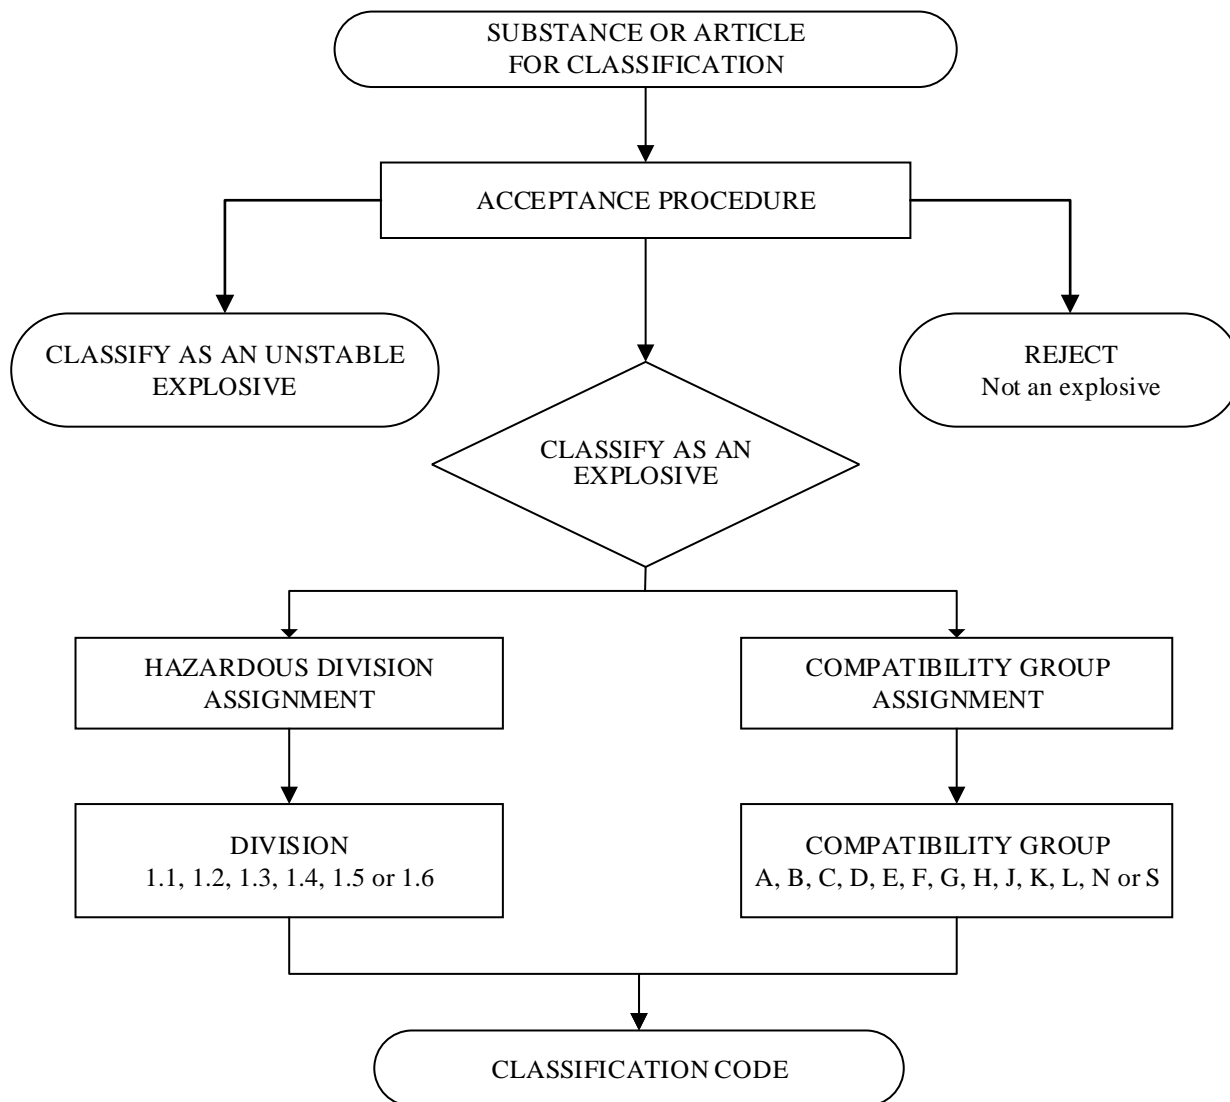 SUBSTANCE OR ARTICLE
FOR CLASSIFICATION
ACCEPTANCE PROCEDURE
CLASSIFY AS AN UNSTABLE
EXPLOSIVE
REJECT
Not an explosive
CLASSIFY AS AN
EXPLOSIVE
HAZARDOUS DIVISION
ASSIGNMENT
COMPATIBILITY GROUP
ASSIGNMENT
DIVISION
1.1, 1.2, 1.3, 1.4, 1.5 or 1.6
COMPATIBILITY GROUP
A, B, C, D, E, F, G, H, J, K, L, N or S
CLASSIFICATION CODE